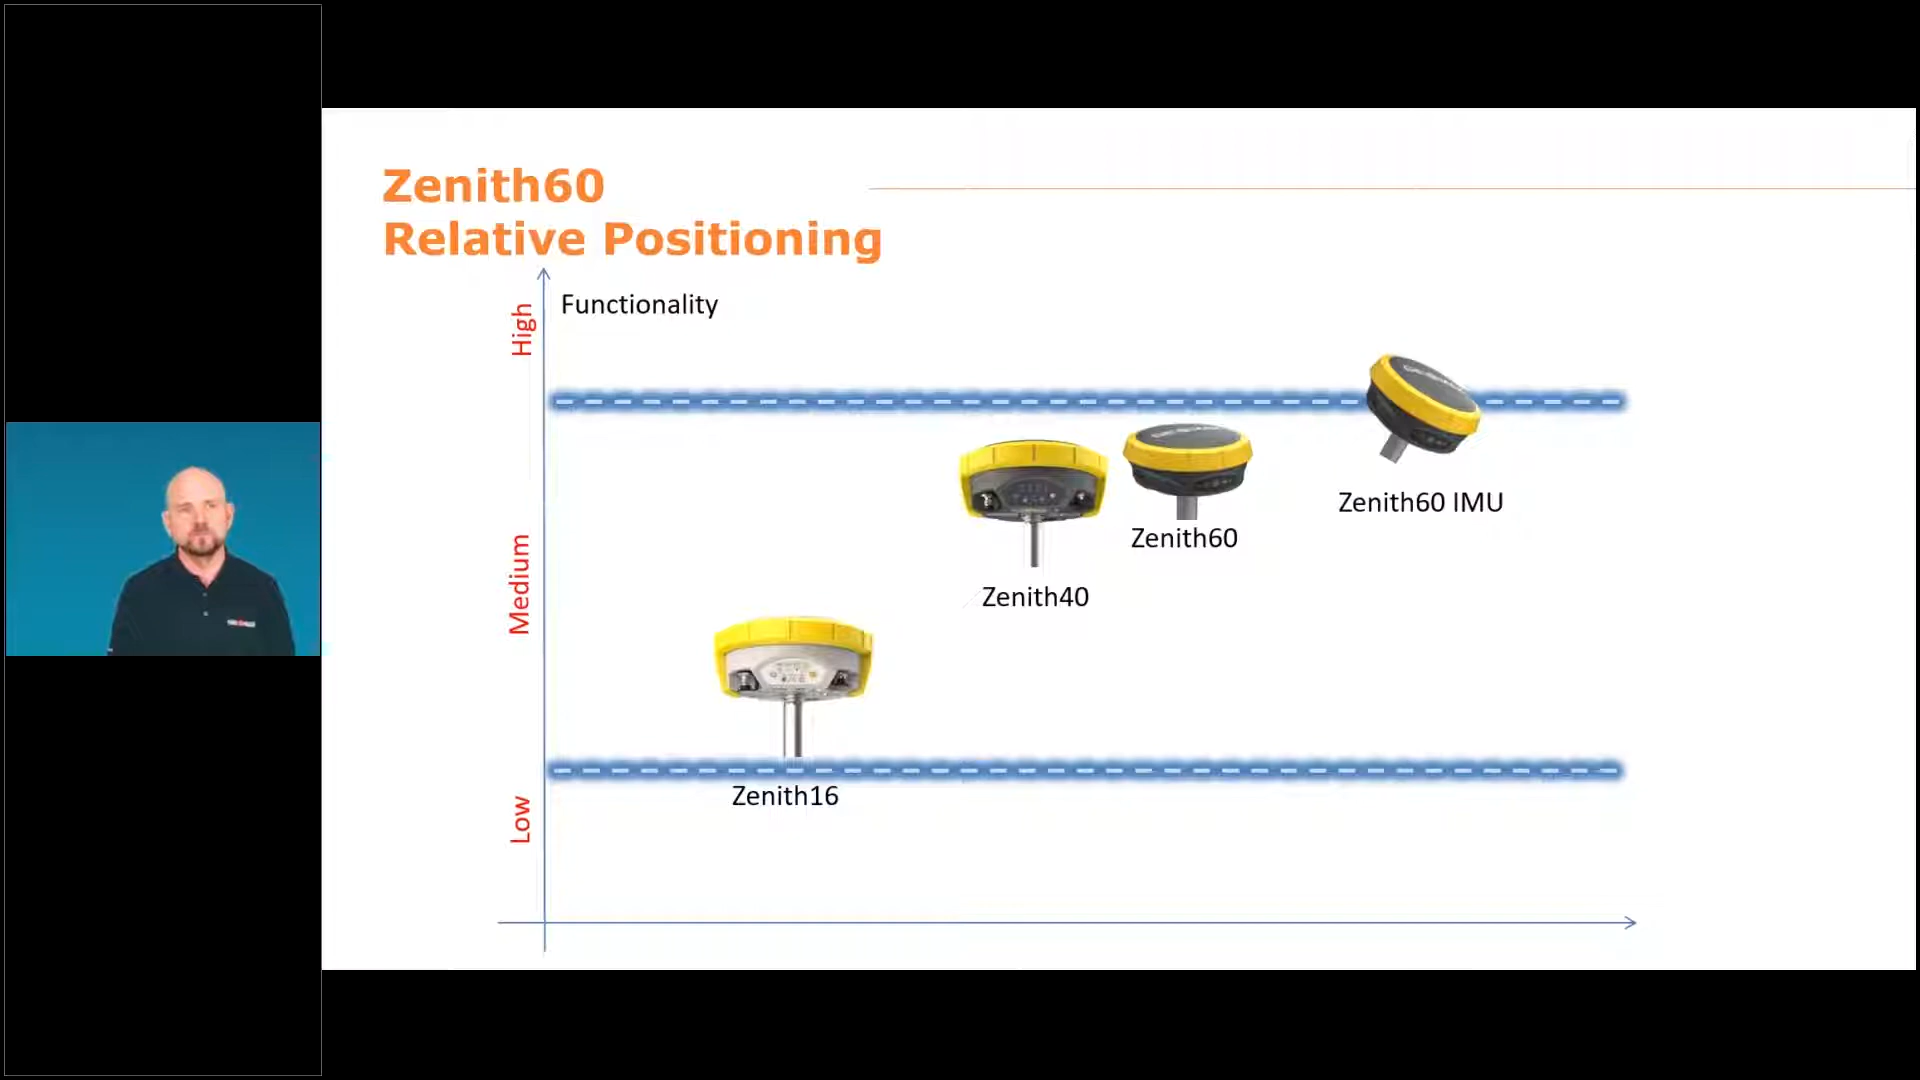 Zenith60
Relative Positioning
Functionality
High
Medium
Low
Zenith60 IMU
Zenith60
Zenith40
Zenith16